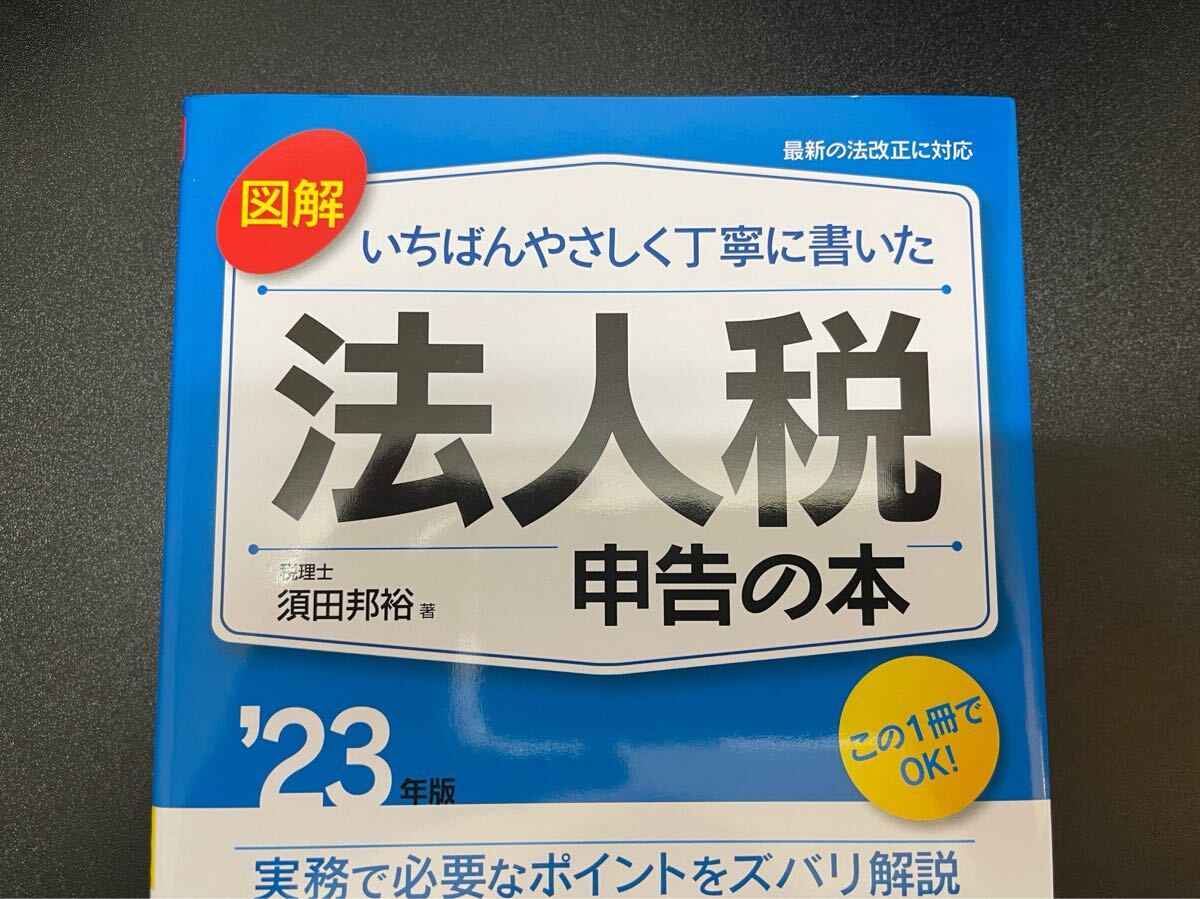 最新の法改正に対応
図解
いちばんやさしく丁寧に書いた
法人税
申告の本
税理士
須田邦裕 著
'23年版
この1冊で
OK!
実務で必要なポイントをズバリ解説